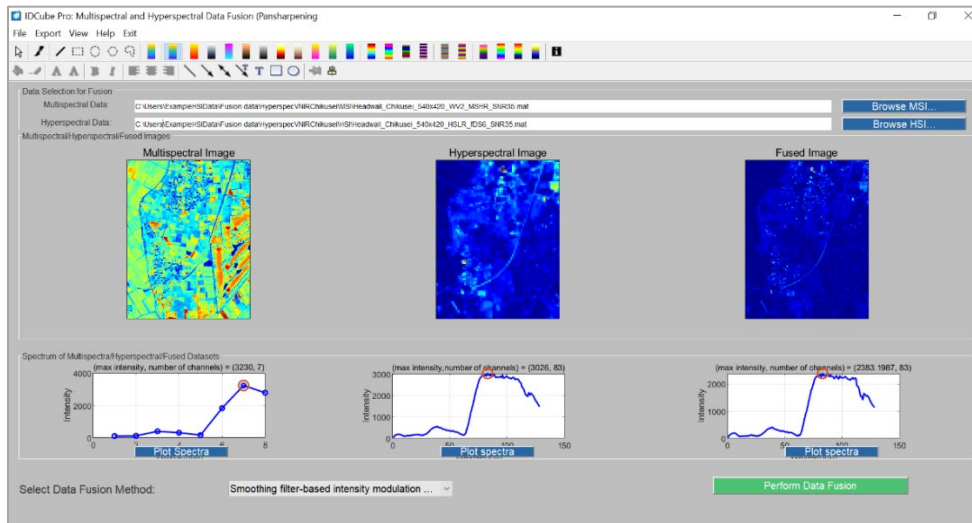 IDCube Pro: Multispectral and Hyperspectral Data Fusion (Pansharpening
File Export View Help Exit
Data Selection for Fusion
Multispectral Data: C:\Users\ExampleHSIData\Fusion data\HyperspecVNIRChikusei\MSI\Headwall_Chikusei_540x420_WV2_MSHR_SNR35.mat Browse MSI...
Hyperspectral Data: C:\Users\ExampleHSIData\Fusion data\HyperspecVNIRChikusei\HSI\Headwall_Chikusei_540x420_HSLR_fDS6_SNR35.mat Browse HSI...
Multispectral/Hyperspectral/Fused Images
Multispectral Image Hyperspectral Image Fused Image
Spectrum of Multispectra/Hyperspectral/Fused Datasets
(max intensity, number of channels) = (3230, 7) (max intensity,number of channels) = (3026, 83) (max intensity, number of channels) = (2383.1987, 83)
4000 3000
2000 2000 2000
1000 1000
Intensity Intensity Intensity
0 0 0
0 2 4 6 8 0 50 100 150 0 50 100 150
Plot Spectra Plot spectra Plot spectra
Select Data Fusion Method: Smoothing filter-based intensity modulation ... Perform Data Fusion